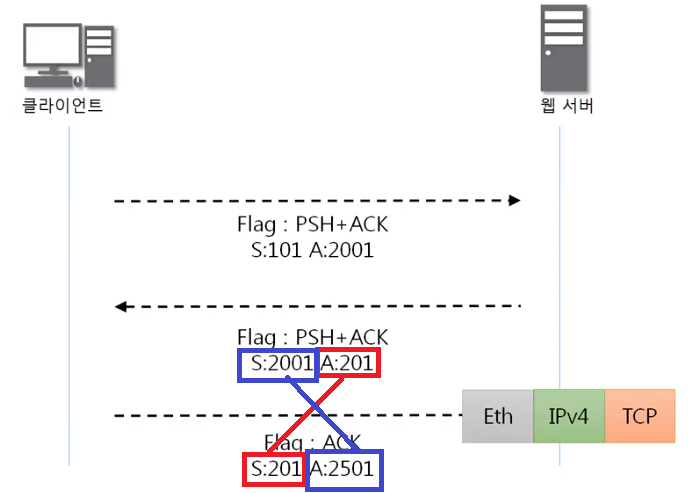 클라이언트
웹 서버
Flag : PSH+ACK
S:101 A:2001
Flag : PSH+ACK
S:2001 A:201
Eth IPv4 TCP
Flag : ACK
S:201 A:2501